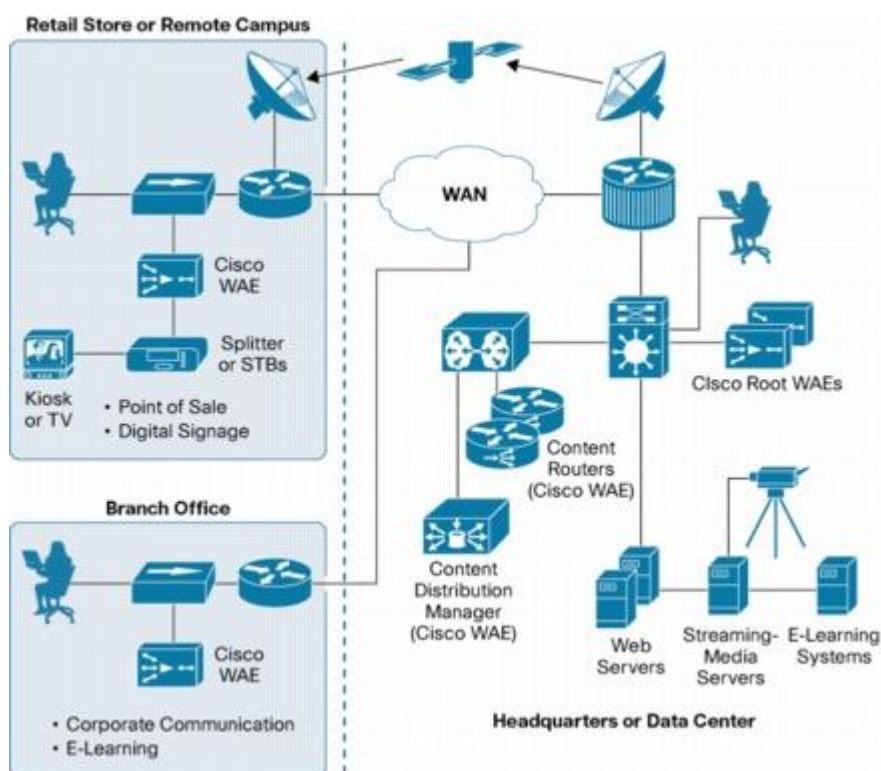 Retail Store or Remote Campus
WAN
Cisco
WAE
Splitter
or STBs
Kiosk
or TV
• Point of Sale
• Digital Signage
CIsco Root WAEs
Content
Routers
(Cisco WAE)
Branch Office
Content
Distribution
Manager
(Cisco WAE)
Cisco
WAE
Web
Servers
Streaming-
Media
Servers
E-Learning
Systems
• Corporate Communication
• E-Learning
Headquarters or Data Center